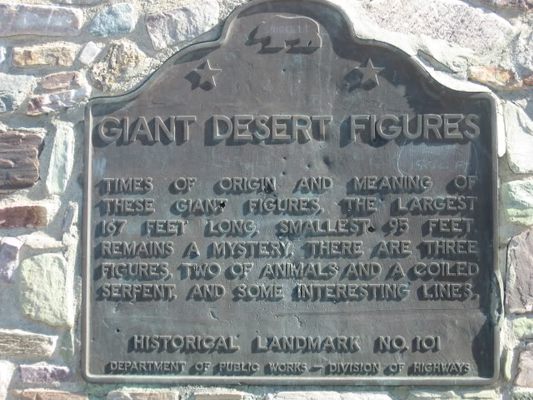 GIANT DESERT FIGURES
TIMES OF ORIGIN AND MEANING OF
THESE GIANT FIGURES, THE LARGEST
167 FEET LONG, SMALLEST 95 FEET,
REMAINS A MYSTERY. THERE ARE THREE
FIGURES, TWO OF ANIMALS AND A COILED
SERPENT, AND SOME INTERESTING LINES.
HISTORICAL LANDMARK NO. 101
DEPARTMENT OF PUBLIC WORKS – DIVISION OF HIGHWAYS